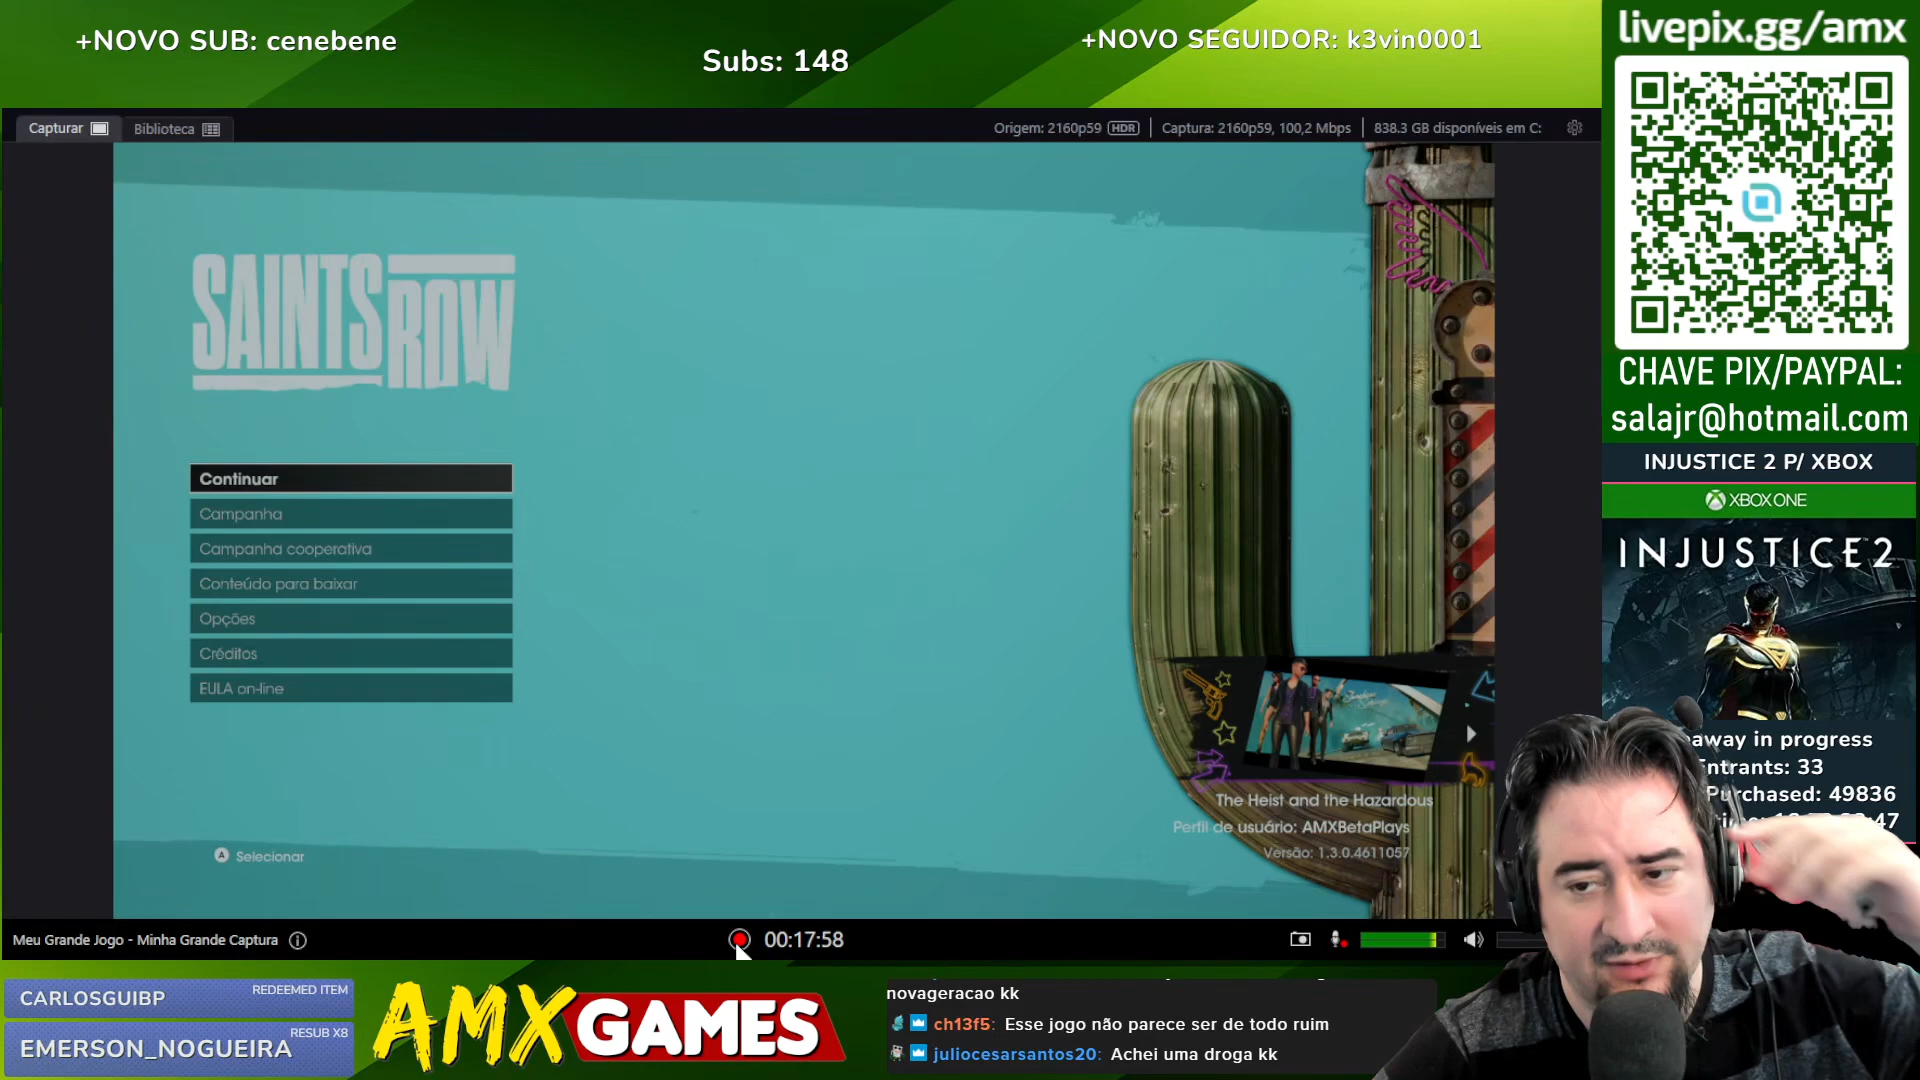 +NOVO SUB: cenebene
Subs: 148
+NOVO SEGUIDOR: k3vin0001
livepix.gg/amx
Capturar
Biblioteca
Origem: 2160p59 HDR
Captura: 2160p59, 100,2 Mbps
838.3 GB disponíveis em C:
SAINTS ROW
Continuar
Campanha
Campanha cooperativa
Conteúdo para baixar
Opções
Créditos
EULA on-line
The Heist and the Hazardous
Perfil de usuário: AMXBetaPlays
Versão: 1.3.0.4611057
A Selecionar
CHAVE PIX/PAYPAL:
salajr@hotmail.com
INJUSTICE 2 P/ XBOX
XBOX ONE
INJUSTICE 2
in progress
Entrants: 33
Purchased: 49836
Meu Grande Jogo - Minha Grande Captura
00:17:58
CARLOSGUIBP
REDEEMED ITEM
EMERSON_NOGUEIRA
RESUB X8
AMX GAMES
novageracao kk
ch13f5: Esse jogo não parece ser de todo ruim
juliocesarsantos20: Achei uma droga kk